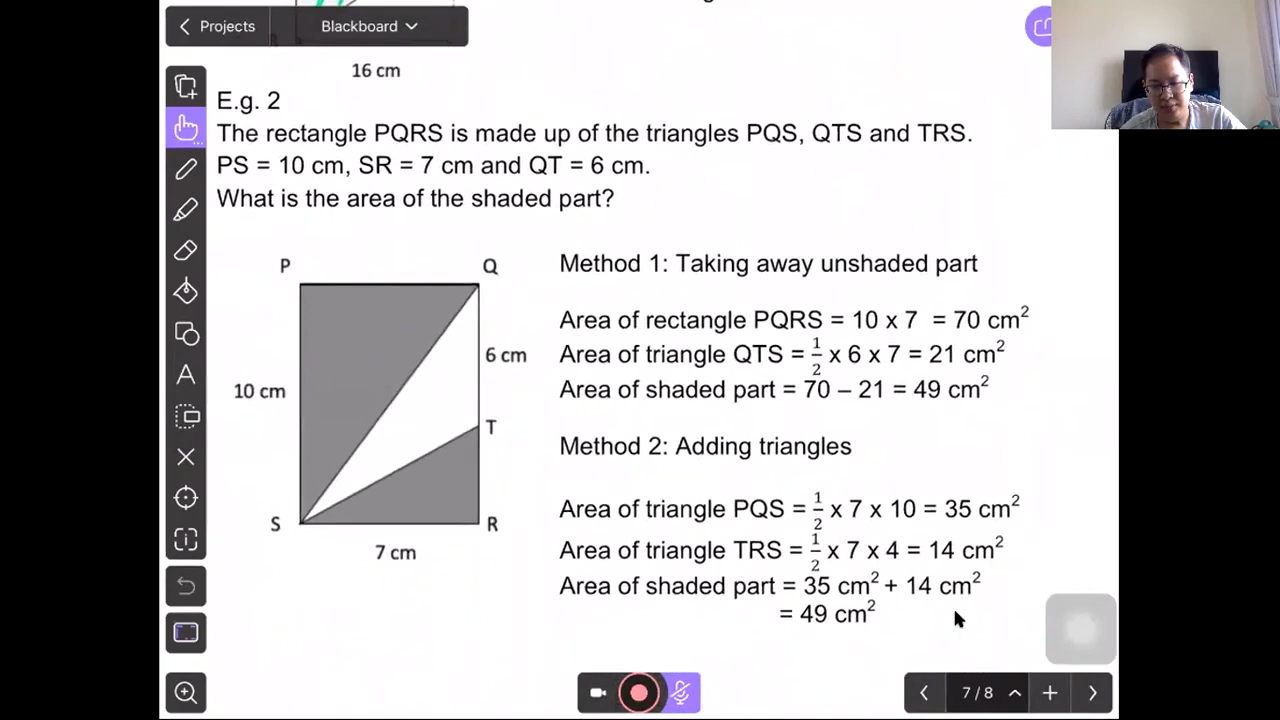 Projects
Blackboard
16 cm
E.g. 2
The rectangle PQRS is made up of the triangles PQS, QTS and TRS.
PS = 10 cm, SR = 7 cm and QT = 6 cm.
What is the area of the shaded part?
P
Q
6 cm
10 cm
T
S
R
7 cm
Method 1: Taking away unshaded part
Area of rectangle PQRS = 10 x 7 = 70 cm²
Area of triangle QTS = 1/2 x 6 x 7 = 21 cm²
Area of shaded part = 70 – 21 = 49 cm²
Method 2: Adding triangles
Area of triangle PQS = 1/2 x 7 x 10 = 35 cm²
Area of triangle TRS = 1/2 x 7 x 4 = 14 cm²
Area of shaded part = 35 cm² + 14 cm²
= 49 cm²
7 / 8